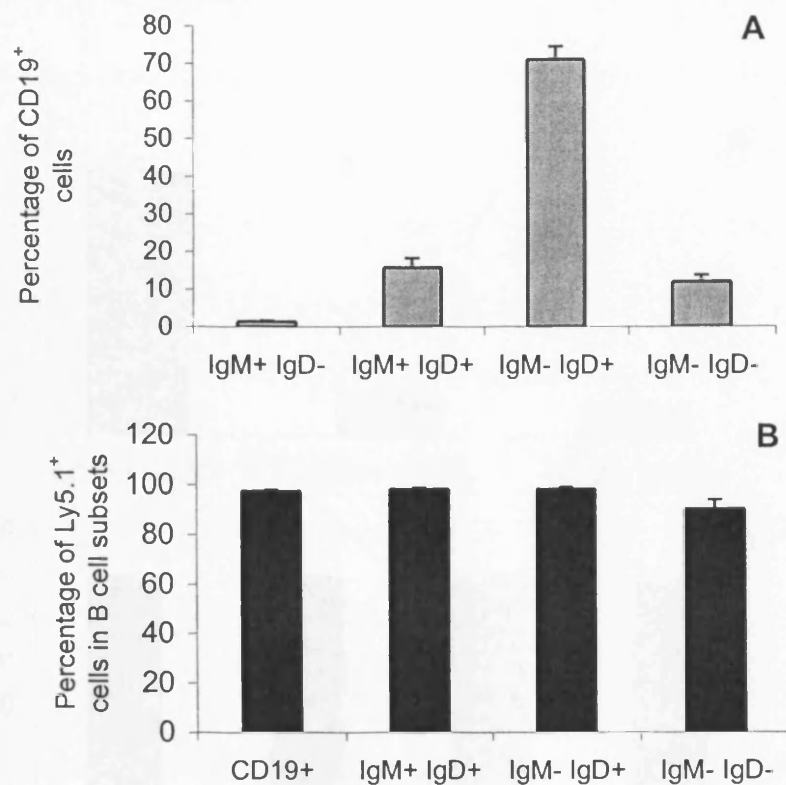 A
Percentage of CD19⁺
cells
80
70
60
50
40
30
20
10
0
IgM+ IgD- IgM+ IgD+ IgM- IgD+ IgM- IgD-
B
Percentage of Ly5.1⁺
cells in B cell subsets
120
100
80
60
40
20
0
CD19+ IgM+ IgD+ IgM- IgD+ IgM- IgD-